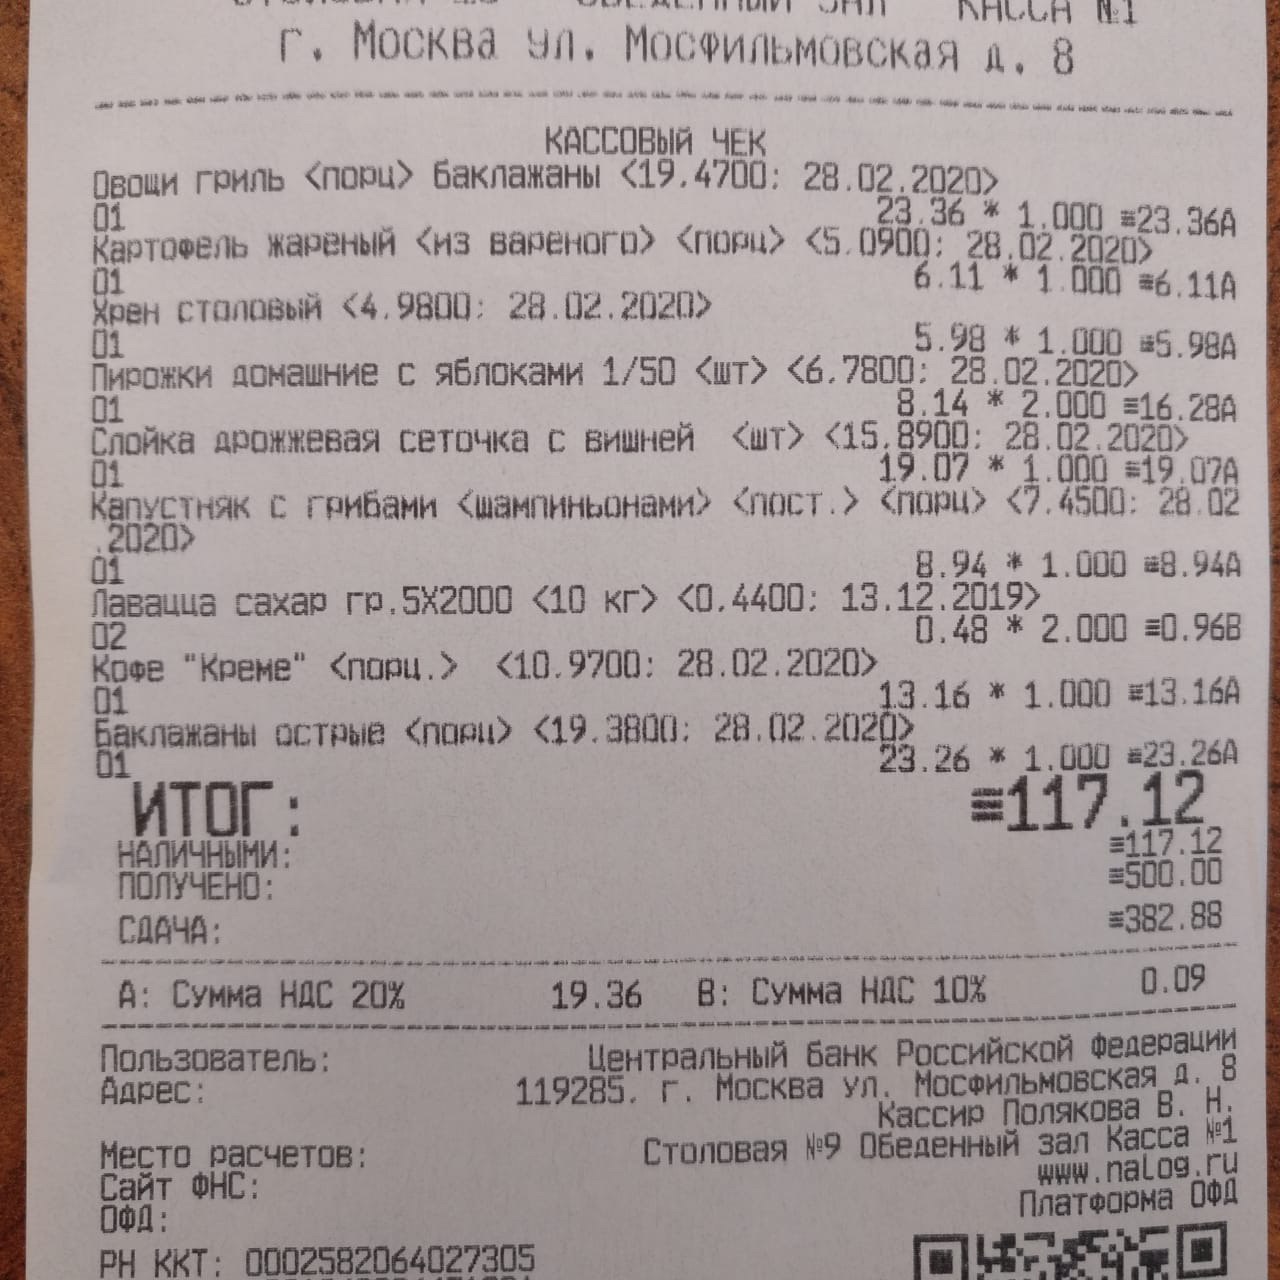 КАССА №1
г. Москва ул. Мосфильмовская д. 8
КАССОВЫЙ ЧЕК
Овощи гриль <порц> баклажаны <19.4700; 28.02.2020>
01 23.36 * 1.000 ≡23.36А
Картофель жареный <из вареного> <порц> <5.0900; 28.02.2020>
01 6.11 * 1.000 ≡6.11А
Хрен столовый <4.9800; 28.02.2020>
01 5.98 * 1.000 ≡5.98А
Пирожки домашние с яблоками 1/50 <шт> <6.7800; 28.02.2020>
01 8.14 * 2.000 ≡16.28А
Слойка дрожжевая сеточка с вишней <шт> <15.8900; 28.02.2020>
01 19.07 * 1.000 ≡19.07А
Капустняк с грибами <шампиньонами> <пост.> <порц> <7.4500; 28.02
.2020>
01 8.94 * 1.000 ≡8.94А
Лавацца сахар гр.5Х2000 <10 кг> <0.4400; 13.12.2019>
02 0.48 * 2.000 ≡0.96В
Кофе "Креме" <порц.> <10.9700; 28.02.2020>
01 13.16 * 1.000 ≡13.16А
Баклажаны острые <порц> <19.3800; 28.02.2020>
01 23.26 * 1.000 ≡23.26А
ИТОГ: ≡117.12
НАЛИЧНЫМИ: ≡117.12
ПОЛУЧЕНО: ≡500.00
СДАЧА: ≡382.88
А: Сумма НДС 20% 19.36 В: Сумма НДС 10% 0.09
Пользователь: Центральный банк Российской Федерации
Адрес: 119285, г. Москва ул. Мосфильмовская д. 8
Кассир Полякова В. Н.
Место расчетов: Столовая №9 Обеденный зал Касса №1
Сайт ФНС: www.nalog.ru
ОФД: Платформа ОФД
РН ККТ: 0002582064027305